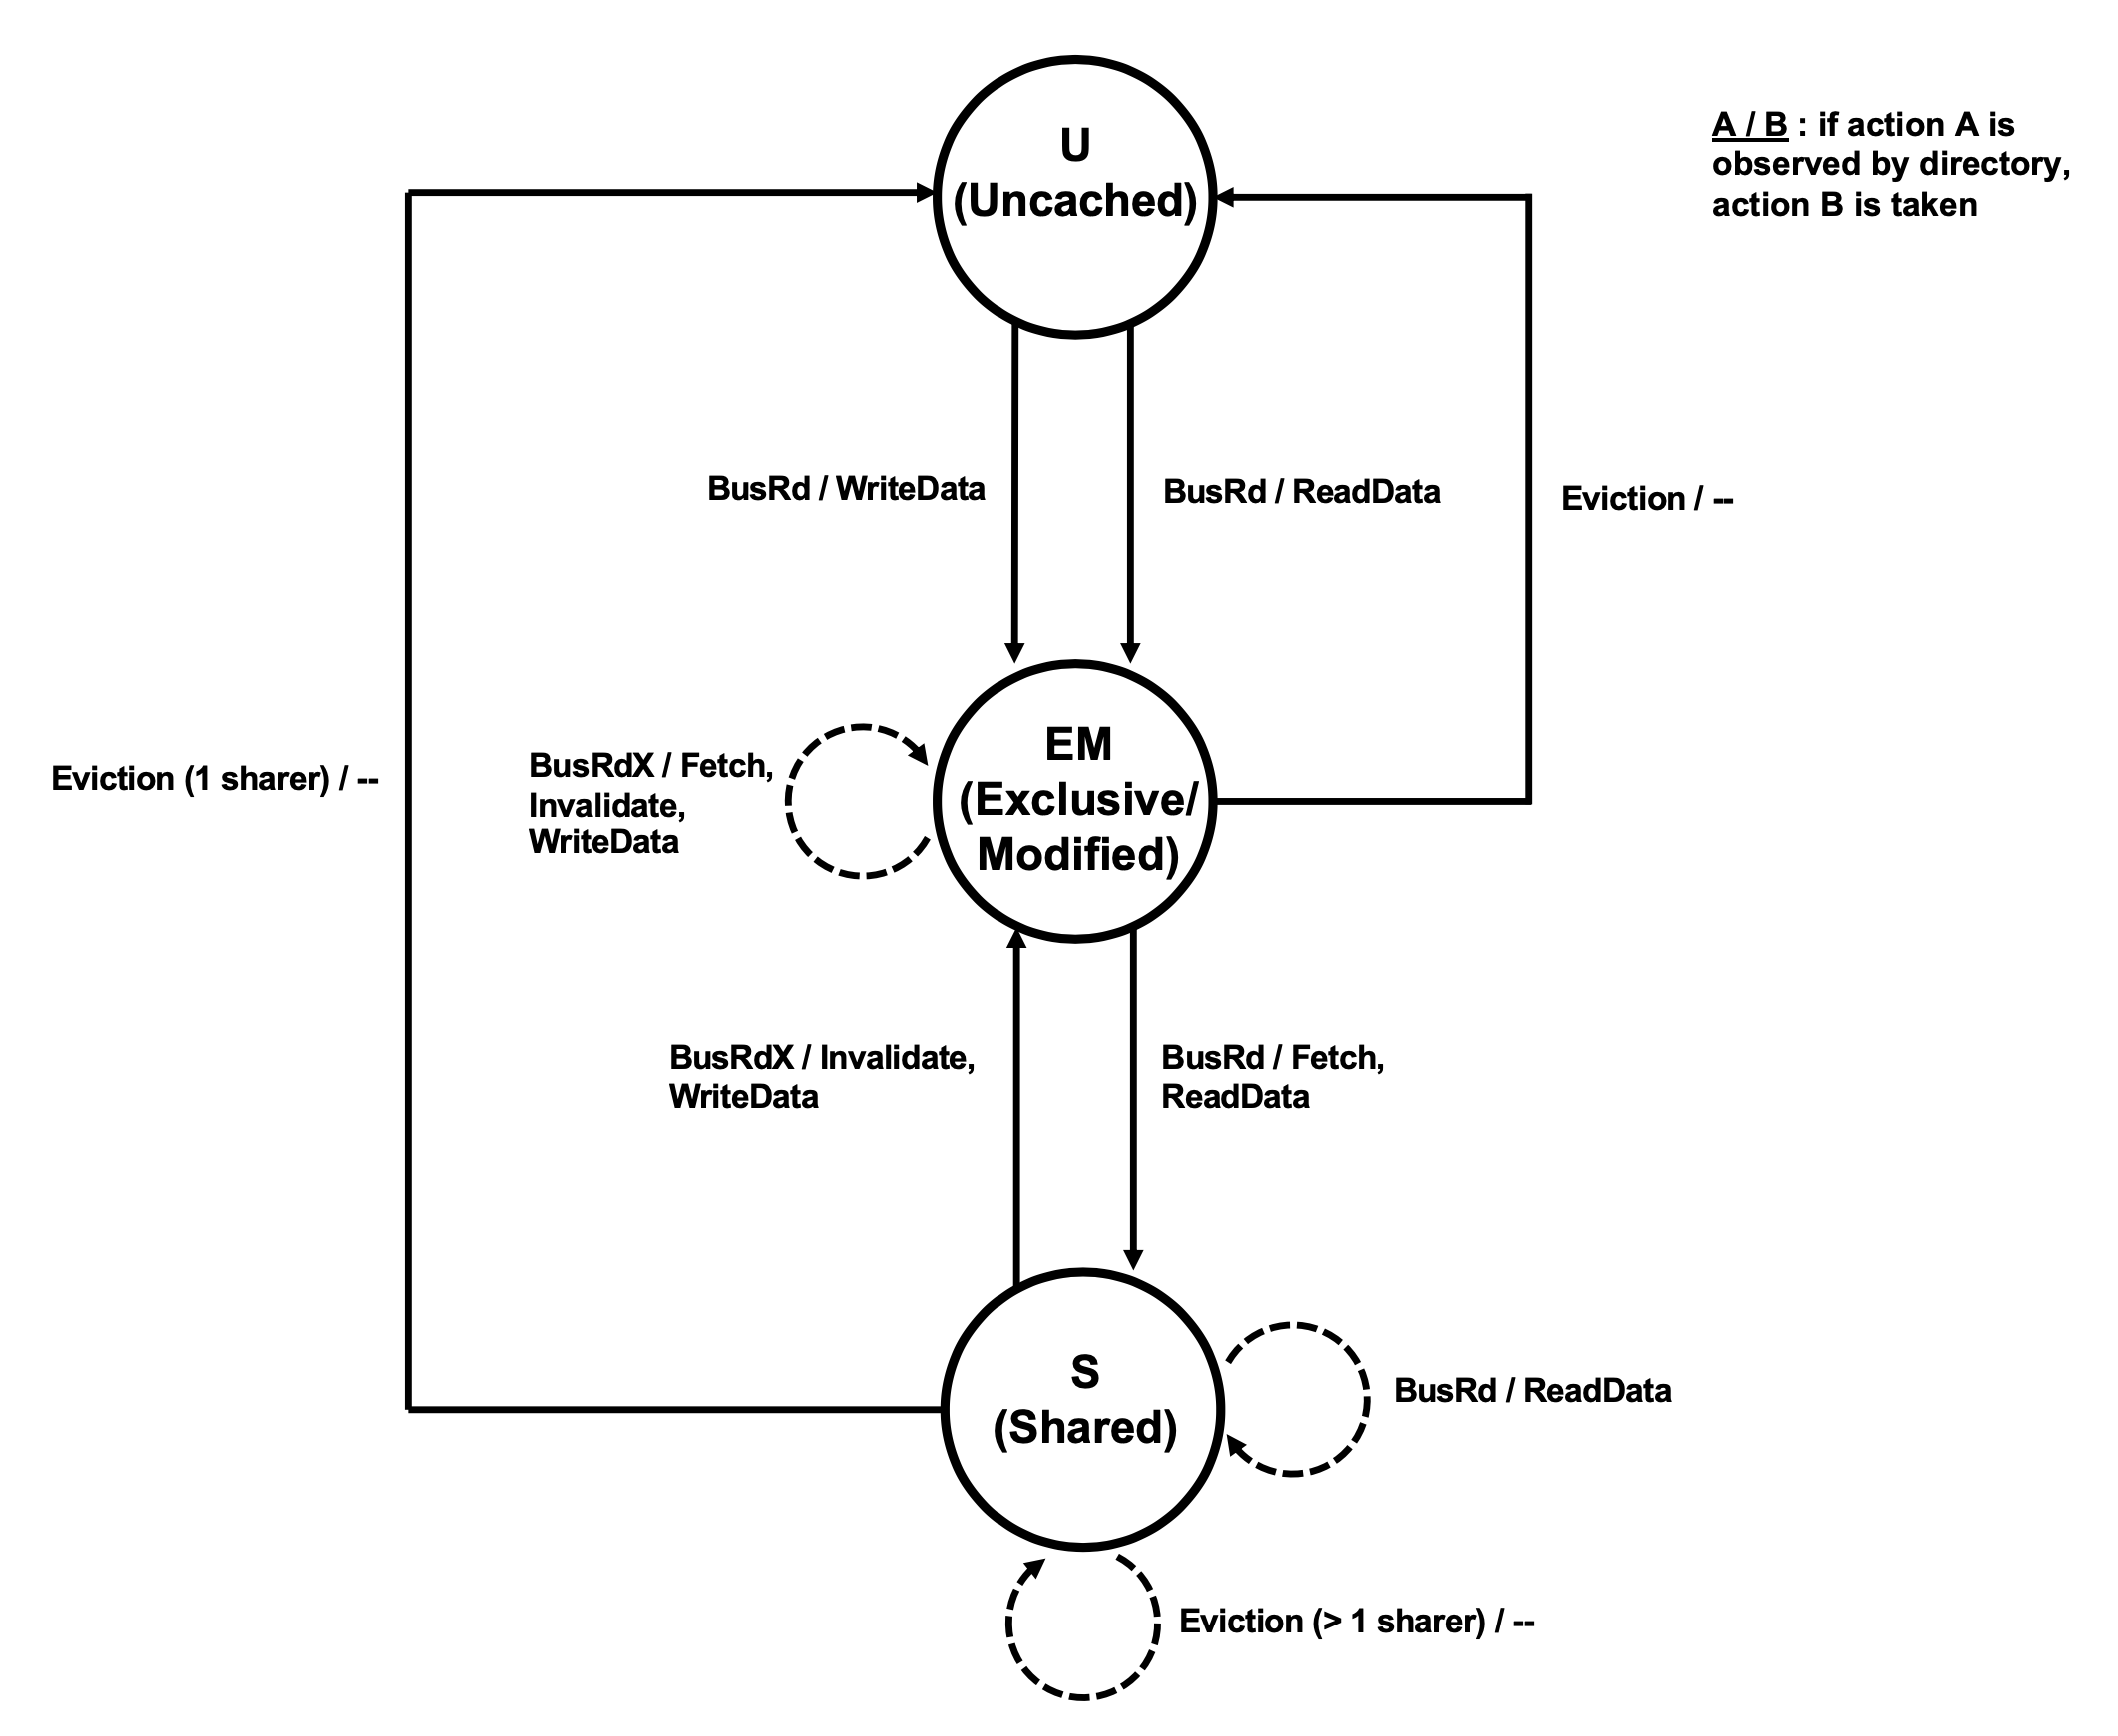 U
(Uncached)
A / B : if action A is
observed by directory,
action B is taken
BusRd / WriteData
BusRd / ReadData
Eviction / --
EM
(Exclusive/
Modified)
Eviction (1 sharer) / --
BusRdX / Fetch,
Invalidate,
WriteData
BusRdX / Invalidate,
WriteData
BusRd / Fetch,
ReadData
S
(Shared)
BusRd / ReadData
Eviction (> 1 sharer) / --